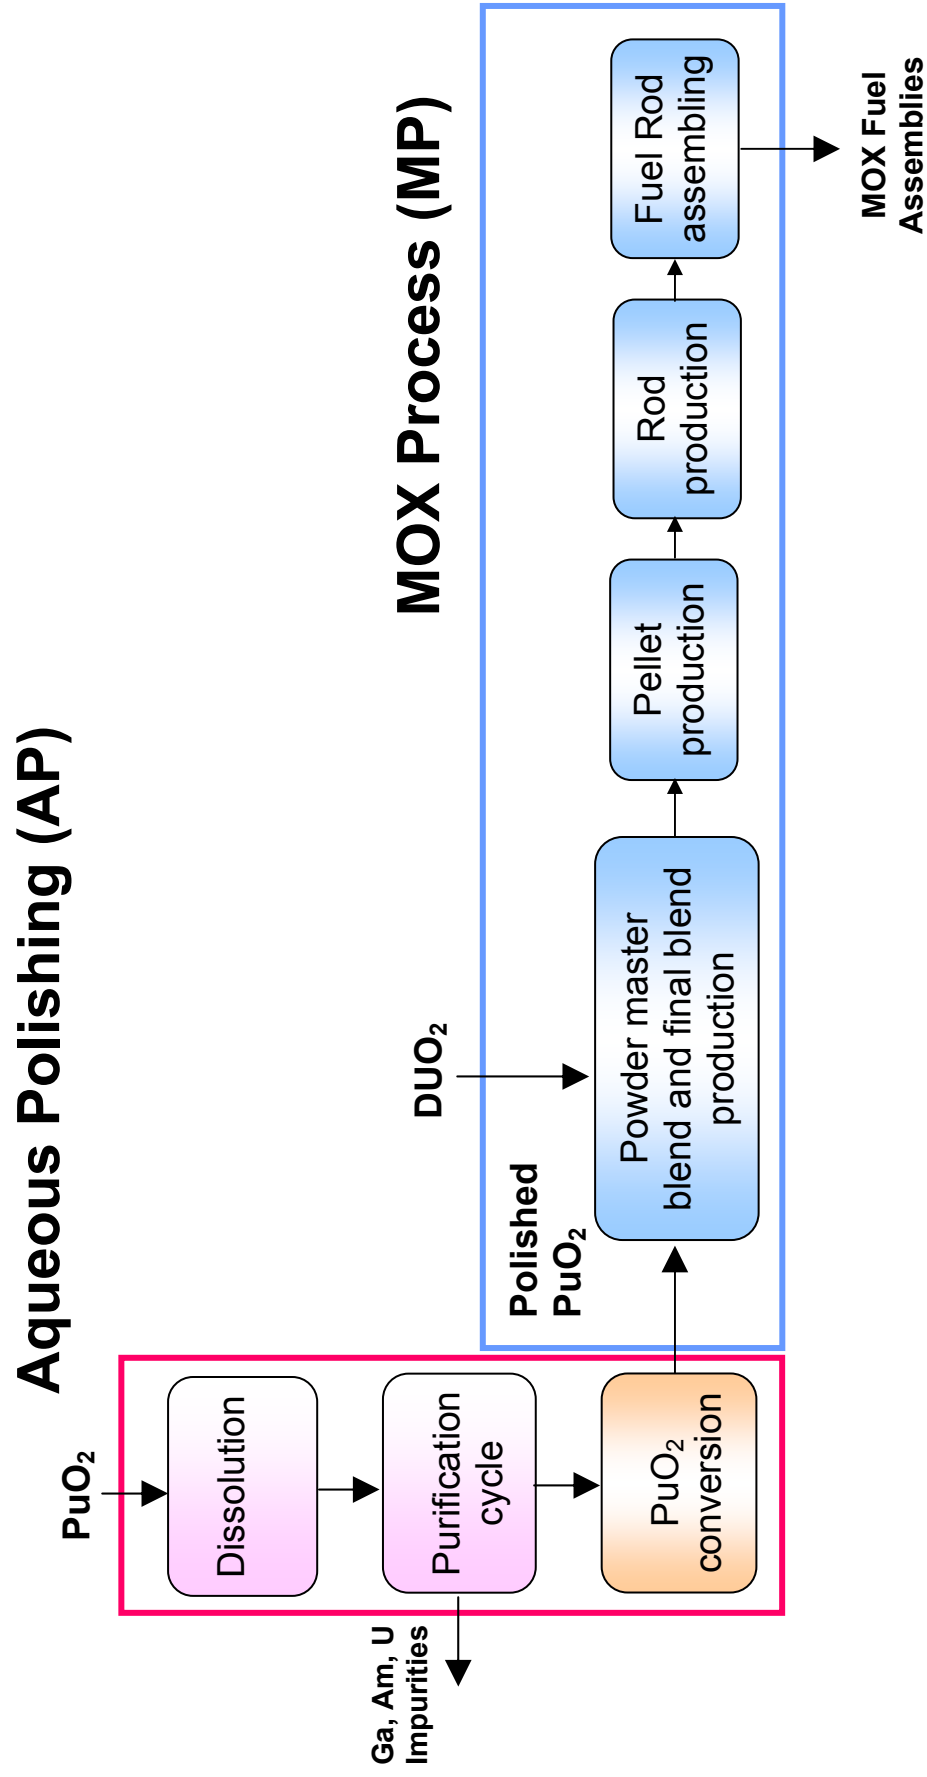 Aqueous Polishing (AP)
PuO₂
Dissolution
Purification
cycle
Ga, Am, U
Impurities
PuO₂
conversion
MOX Process (MP)
Polished
PuO₂
DUO₂
Powder master
blend and final blend
production
Pellet
production
Rod
production
Fuel Rod
assembling
MOX Fuel
Assemblies